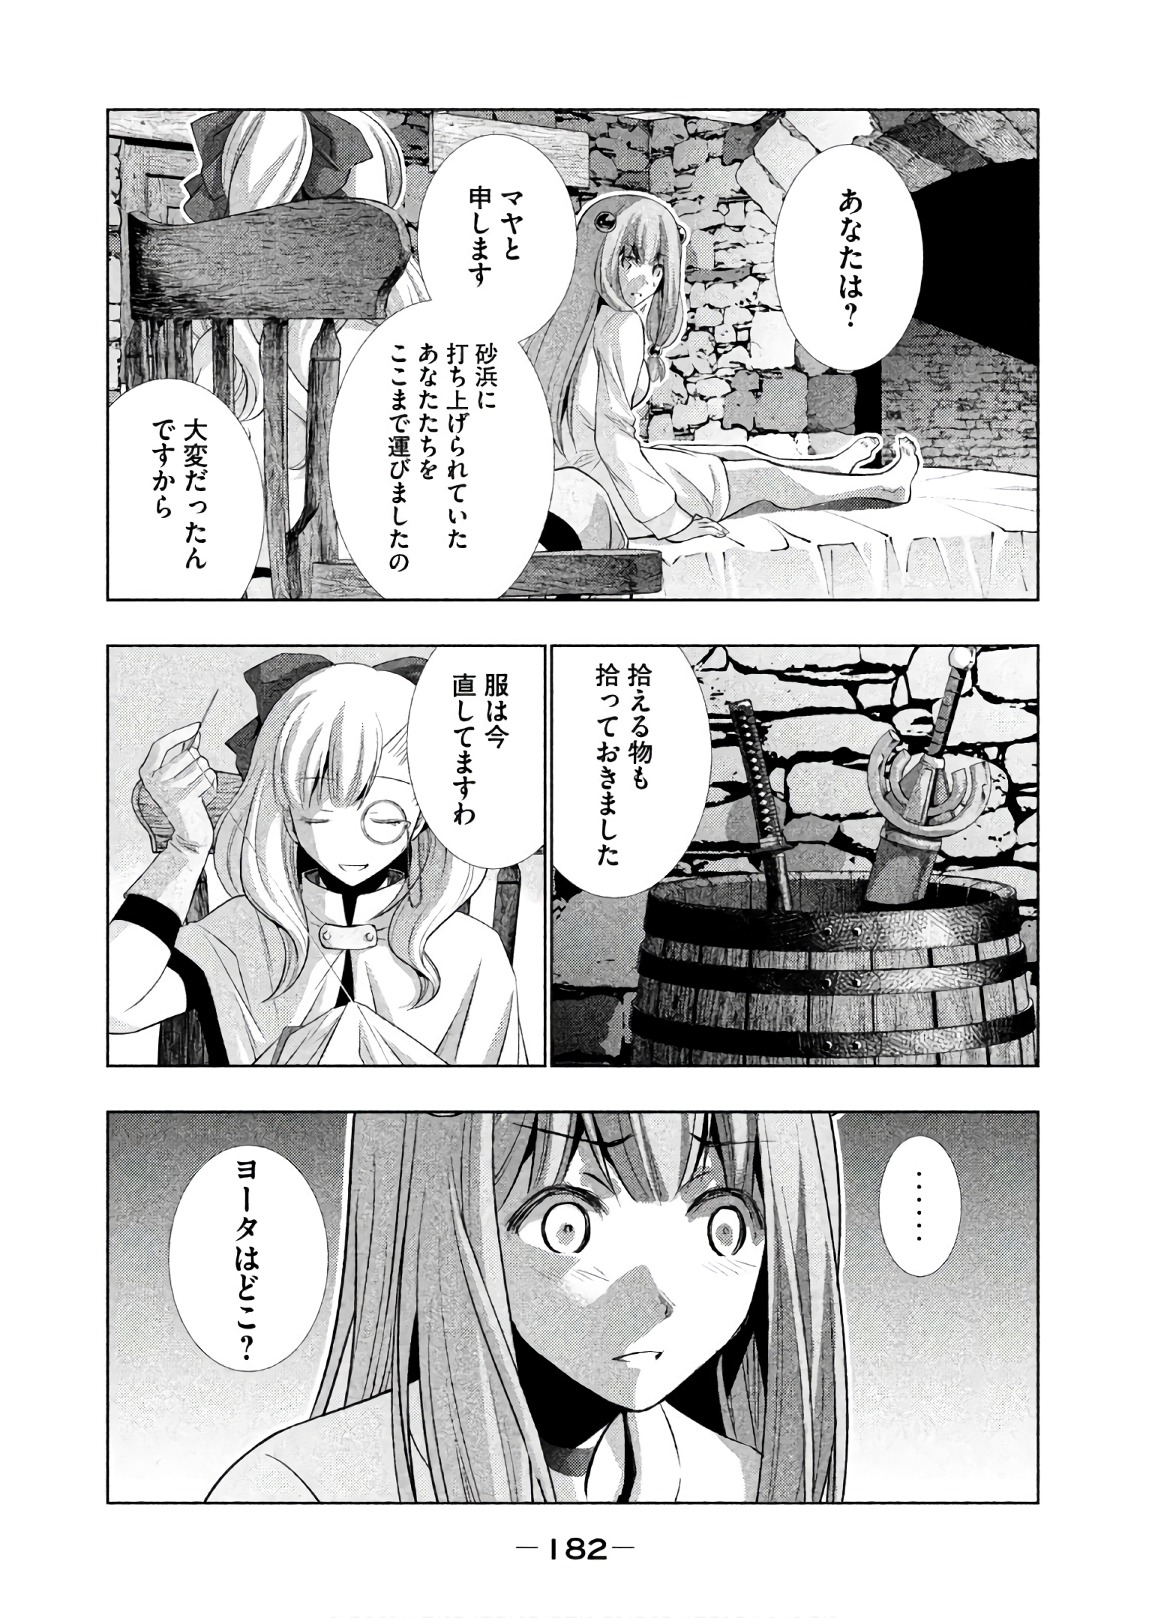 あなたは?
マヤと
申します
砂浜に
打ち上げられていた
あなたたちを
ここまで運びましたの
大変だったん
ですから
拾える物も
拾っておきました
服は今
直してますわ
‥‥‥
ヨータはどこ?
—182—